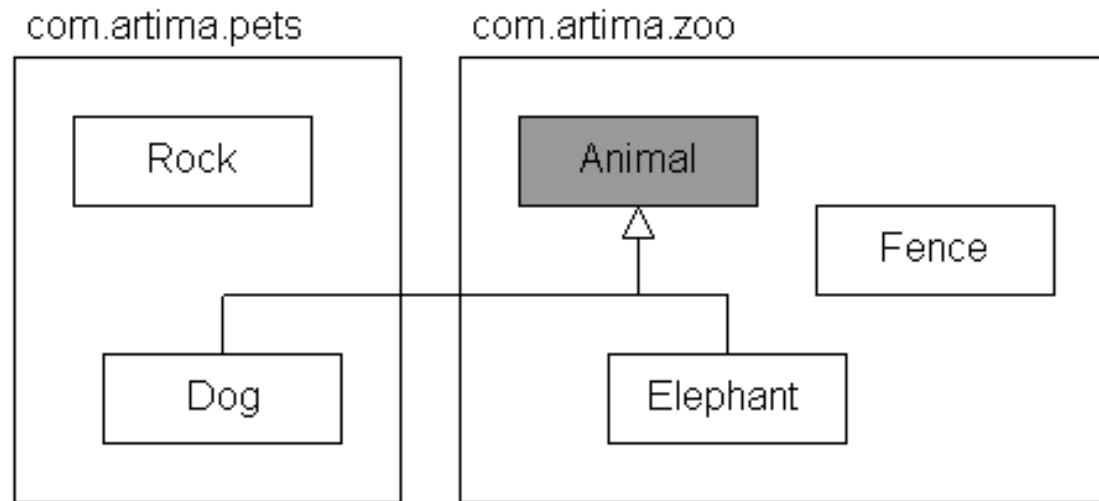 com.artima.pets
com.artima.zoo
Rock
Animal
Fence
Dog
Elephant